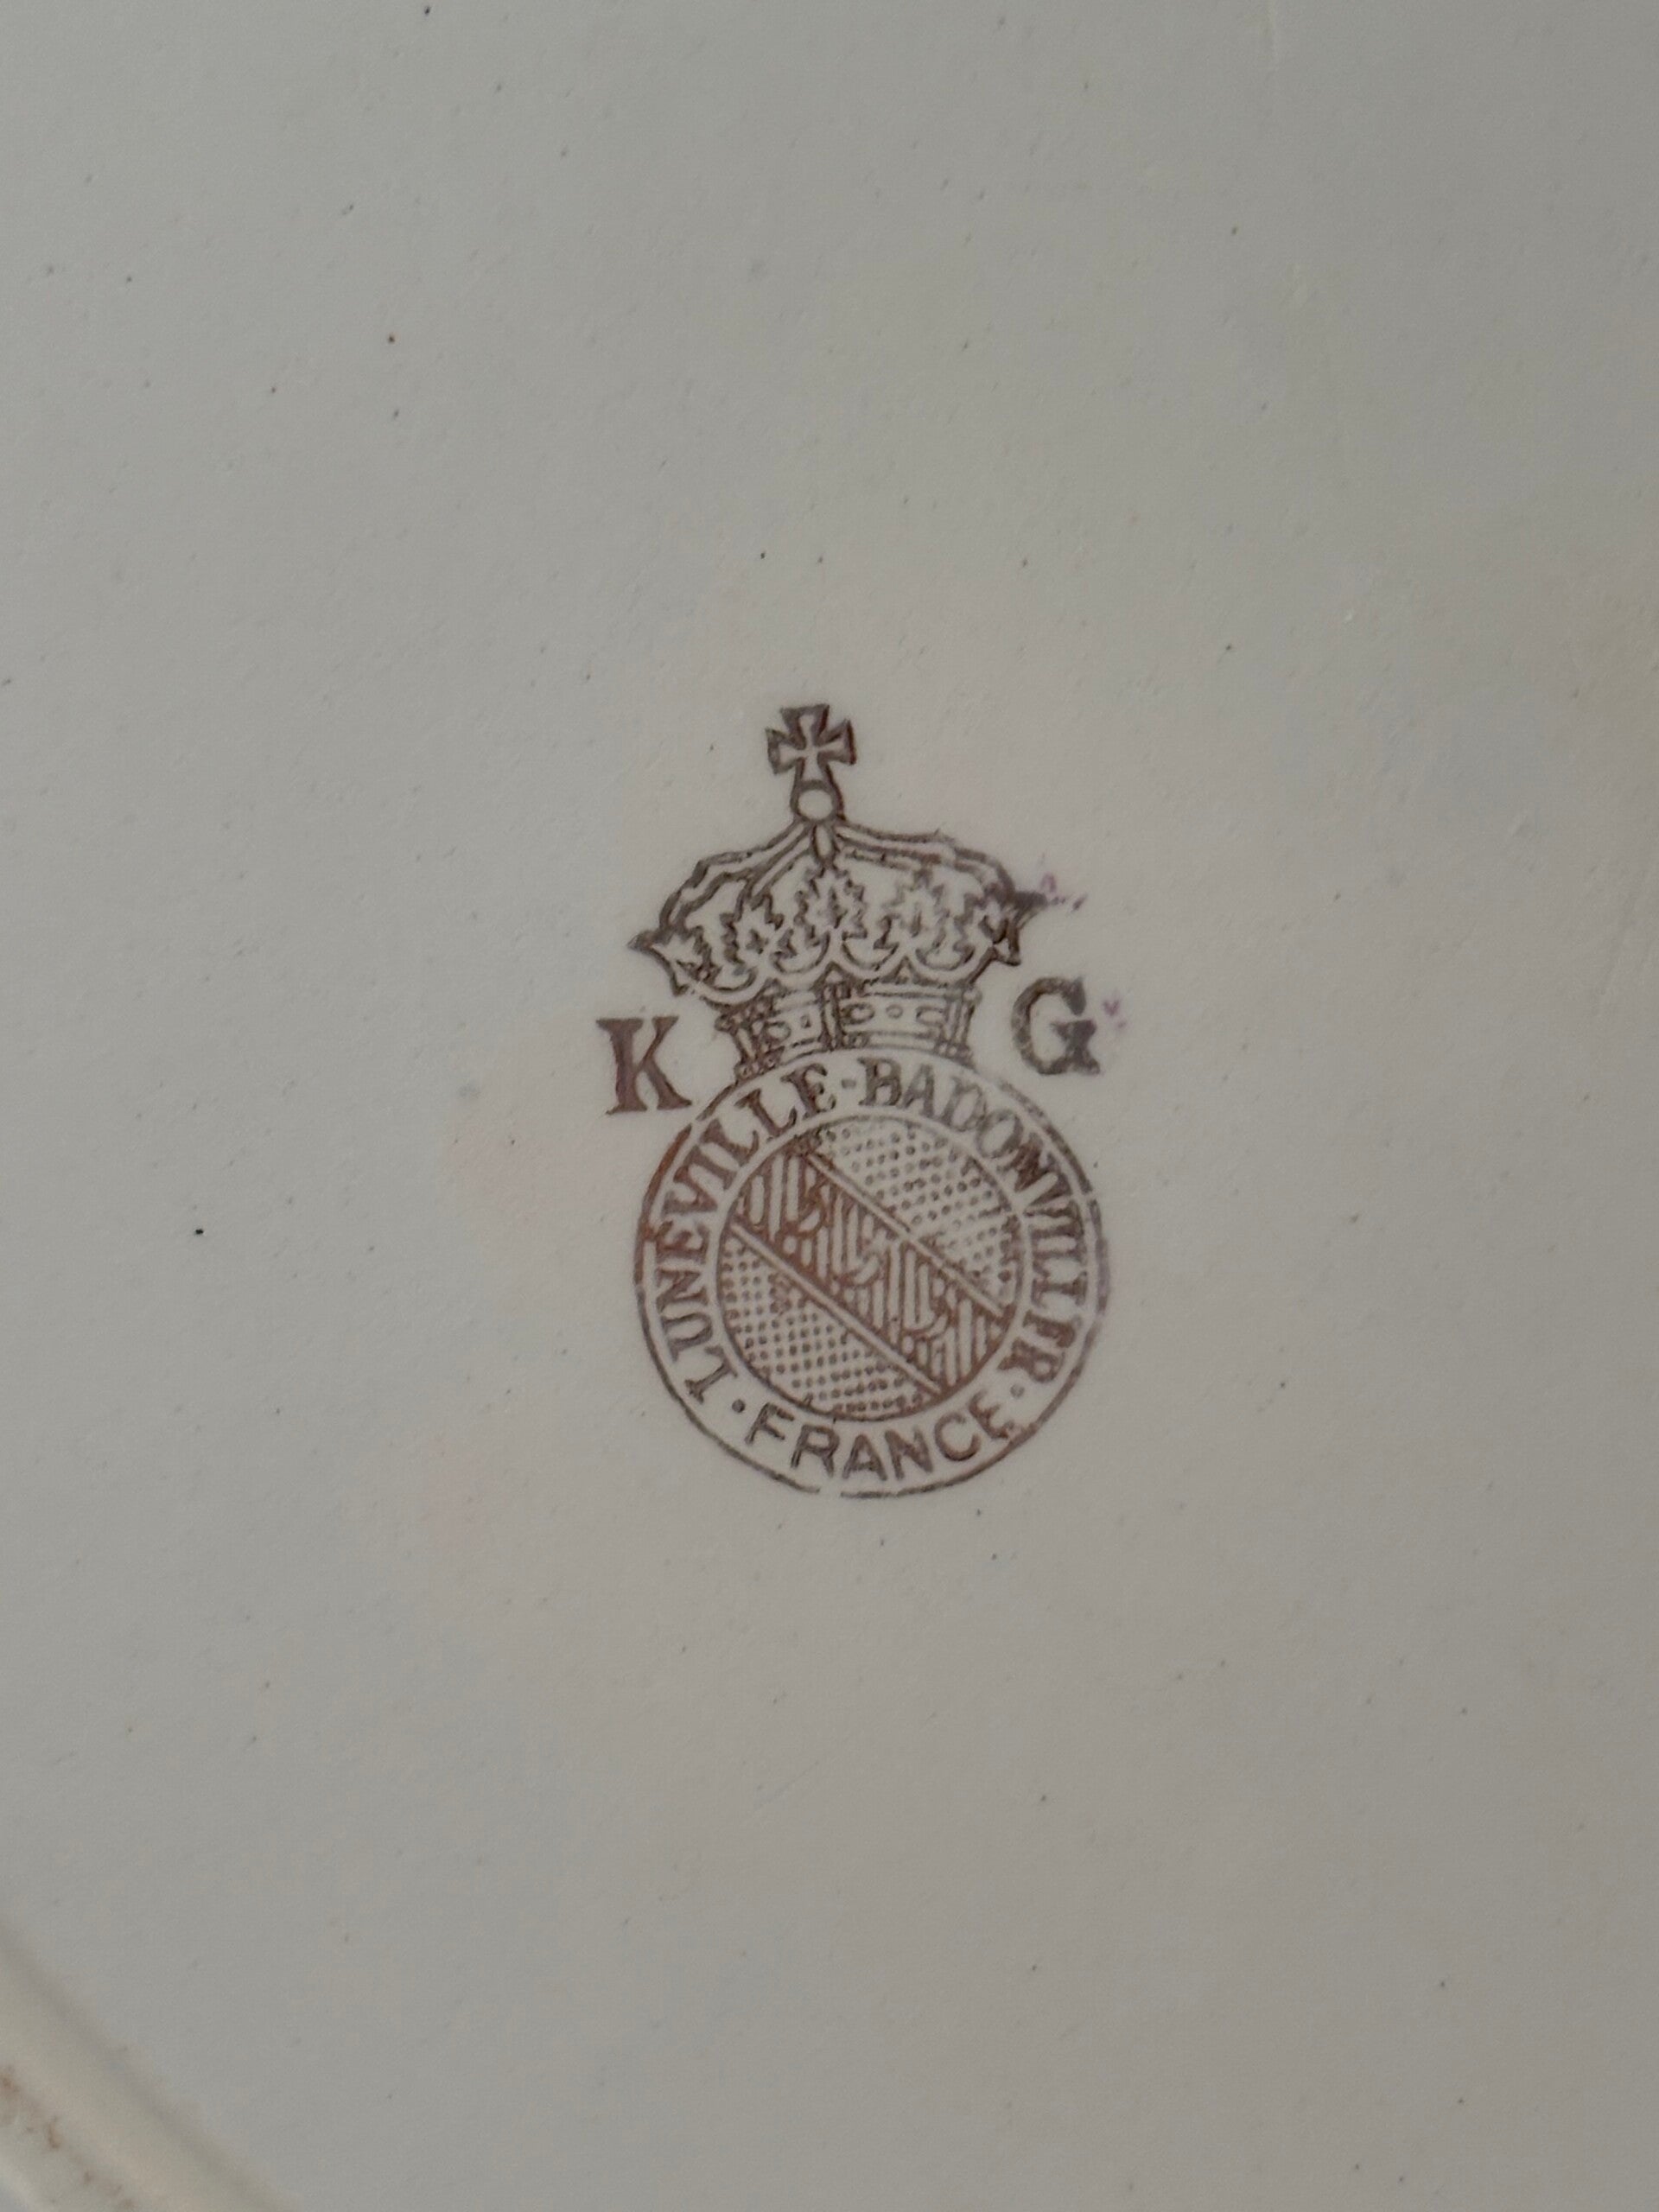 K G
LUNEVILLE-BADONVILLER
· FRANCE ·